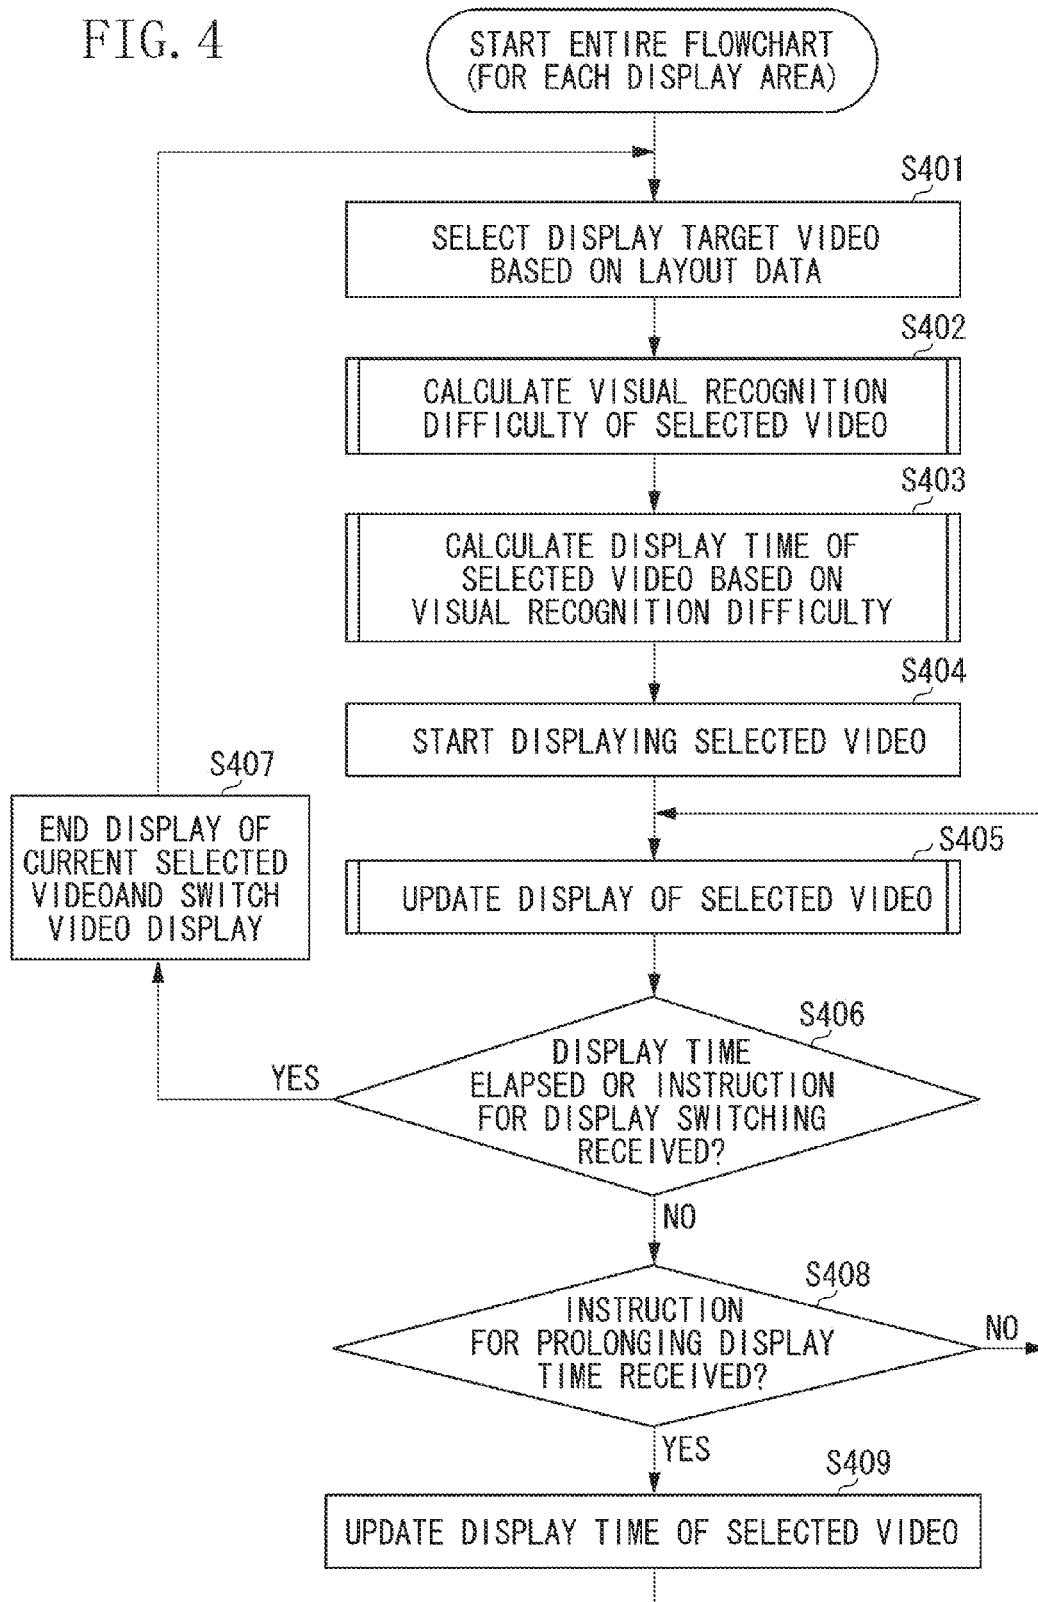 FIG. 4
START ENTIRE FLOWCHART
(FOR EACH DISPLAY AREA)
S401
SELECT DISPLAY TARGET VIDEO
BASED ON LAYOUT DATA
S402
CALCULATE VISUAL RECOGNITION
DIFFICULTY OF SELECTED VIDEO
S403
CALCULATE DISPLAY TIME OF
SELECTED VIDEO BASED ON
VISUAL RECOGNITION DIFFICULTY
S404
START DISPLAYING SELECTED VIDEO
S407
END DISPLAY OF
CURRENT SELECTED
VIDEOAND SWITCH
VIDEO DISPLAY
S405
UPDATE DISPLAY OF SELECTED VIDEO
S406
DISPLAY TIME
ELAPSED OR INSTRUCTION
FOR DISPLAY SWITCHING
RECEIVED?
YES
NO
S408
INSTRUCTION
FOR PROLONGING DISPLAY
TIME RECEIVED?
NO
YES
S409
UPDATE DISPLAY TIME OF SELECTED VIDEO